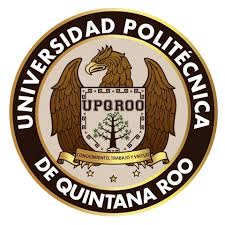 UNIVERSIDAD POLITÉCNICA
UPQROO
CONOCIMIENTO, TRABAJO Y VIRTUD
DE QUINTANA ROO